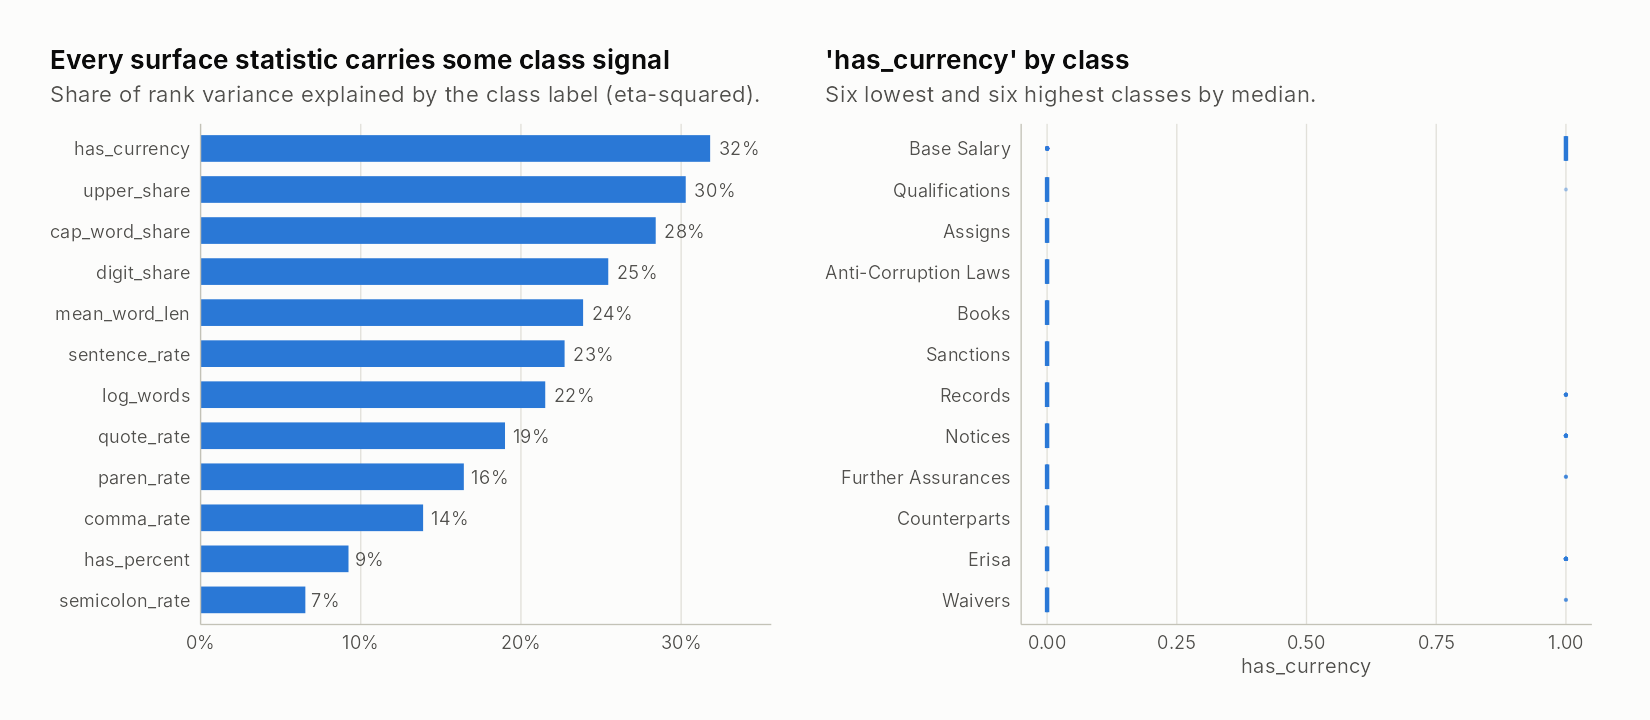 Every surface statistic carries some class signal
Share of rank variance explained by the class label (eta-squared).
has_currency 32%
upper_share 30%
cap_word_share 28%
digit_share 25%
mean_word_len 24%
sentence_rate 23%
log_words 22%
quote_rate 19%
paren_rate 16%
comma_rate 14%
has_percent 9%
semicolon_rate 7%
0% 10% 20% 30%
'has_currency' by class
Six lowest and six highest classes by median.
Base Salary
Qualifications
Assigns
Anti-Corruption Laws
Books
Sanctions
Records
Notices
Further Assurances
Counterparts
Erisa
Waivers
0.00 0.25 0.50 0.75 1.00
has_currency